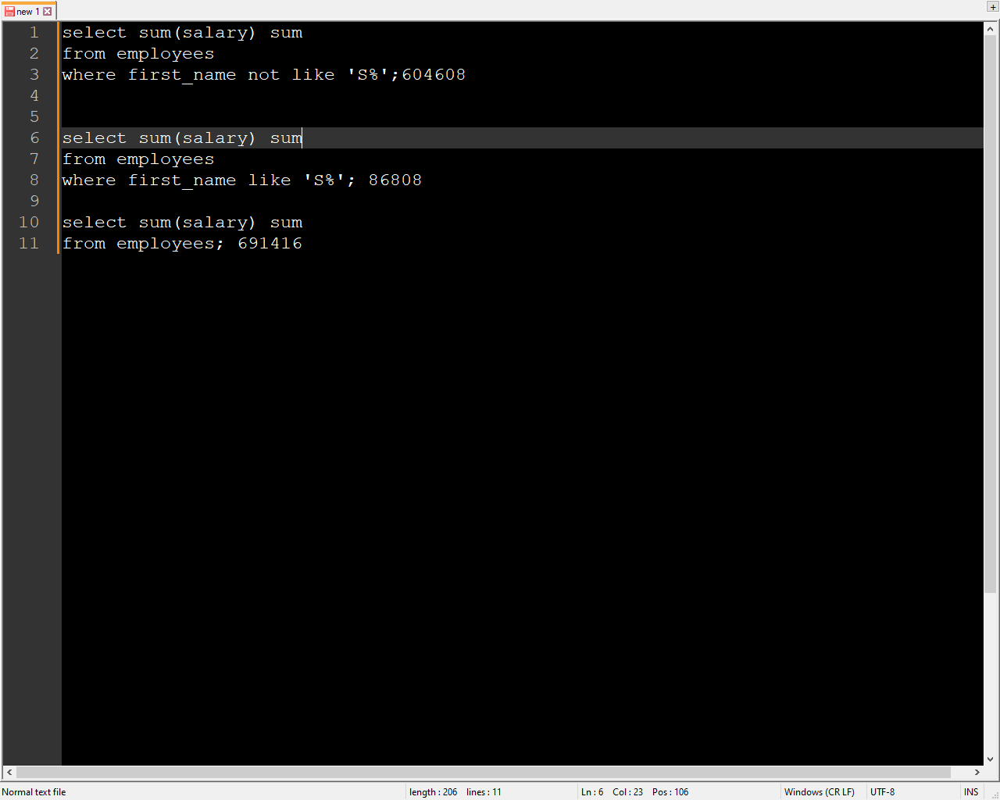 new 1
+
1 select sum(salary) sum
2 from employees
3 where first_name not like 'S%';604608
4
5
6 select sum(salary) sum
7 from employees
8 where first_name like 'S%'; 86808
9
10 select sum(salary) sum
11 from employees; 691416
Normal text file length : 206 lines : 11 Ln : 6 Col : 23 Pos : 106 Windows (CR LF) UTF-8 INS